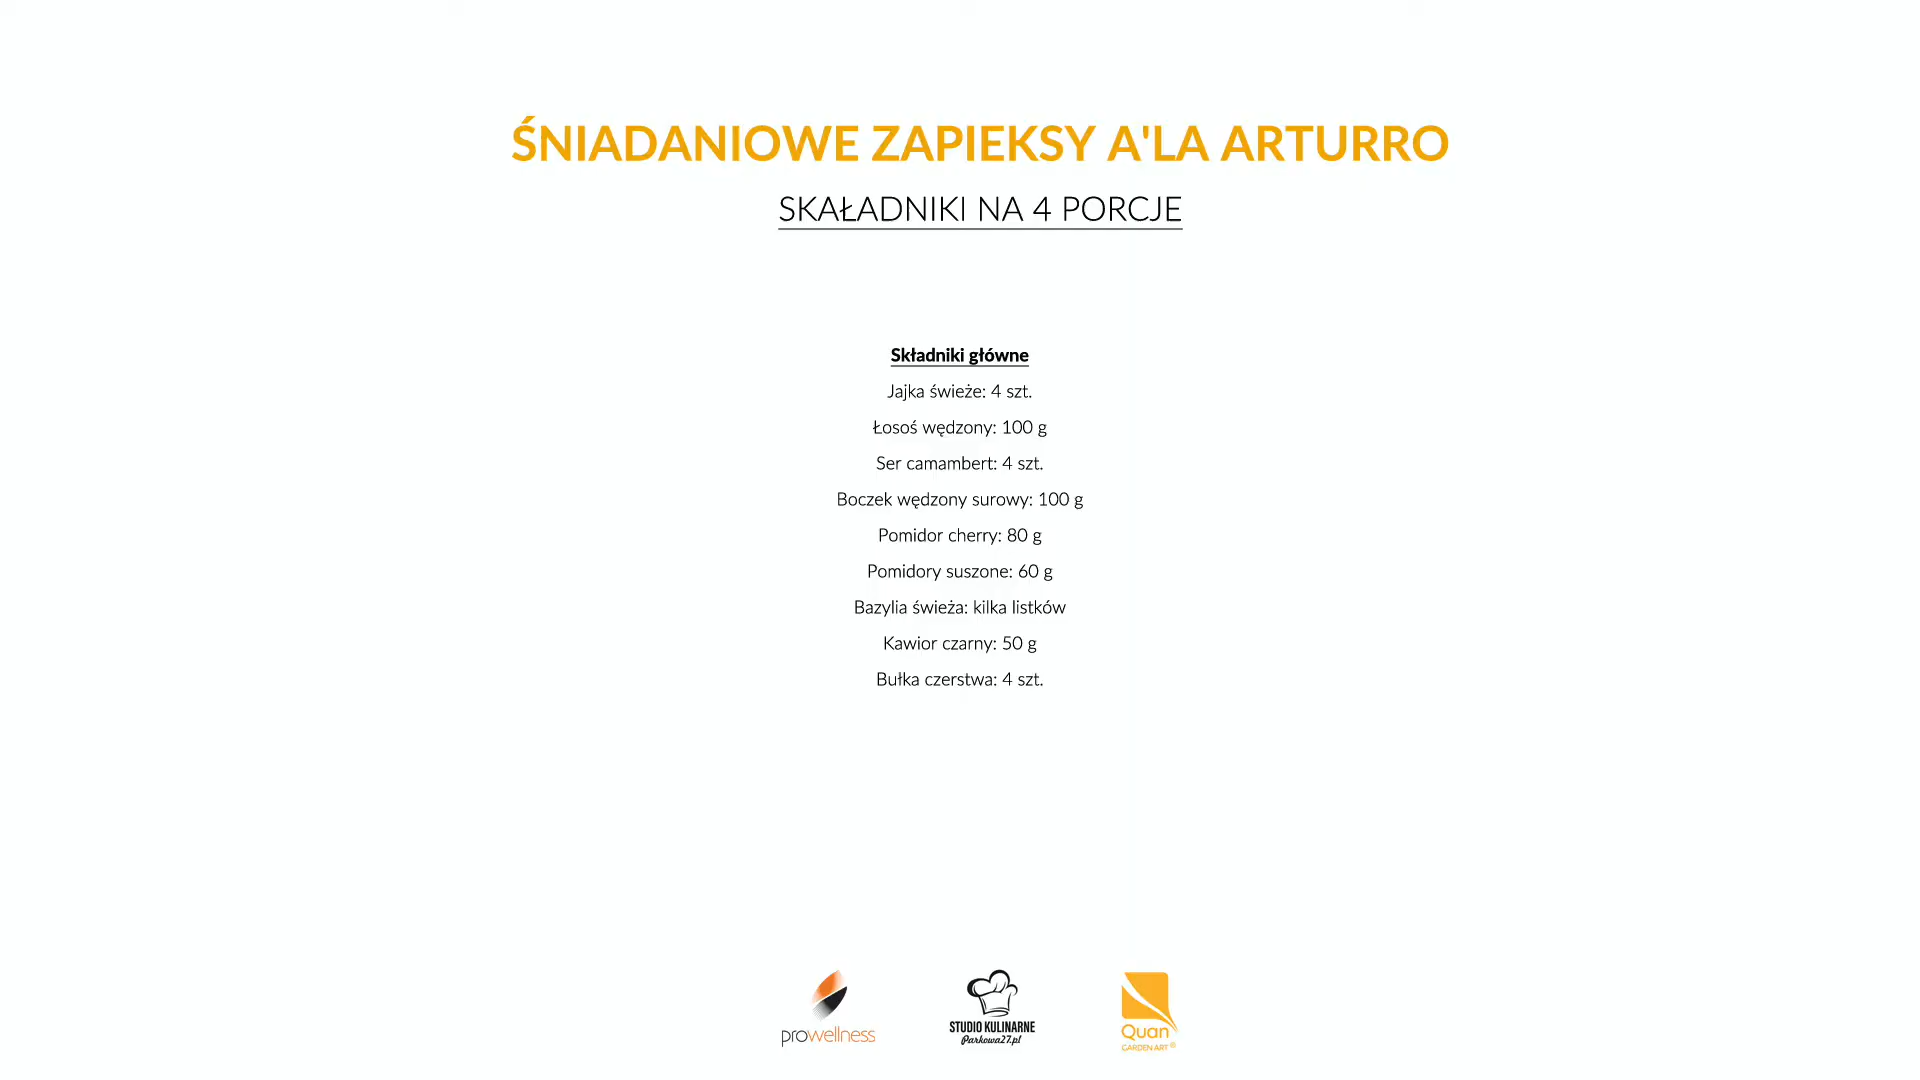 ŚNIADANIOWE ZAPIEKSY A'LA ARTURRO
SKAŁADNIKI NA 4 PORCJE
Składniki główne
Jajka świeże: 4 szt.
Łosoś wędzony: 100 g
Ser camambert: 4 szt.
Boczek wędzony surowy: 100 g
Pomidor cherry: 80 g
Pomidory suszone: 60 g
Bazylia świeża: kilka listków
Kawior czarny: 50 g
Bułka czerstwa: 4 szt.
prowellness
STUDIO KULINARNE
Parkowa27.pl
Quan
GARDEN ART ®